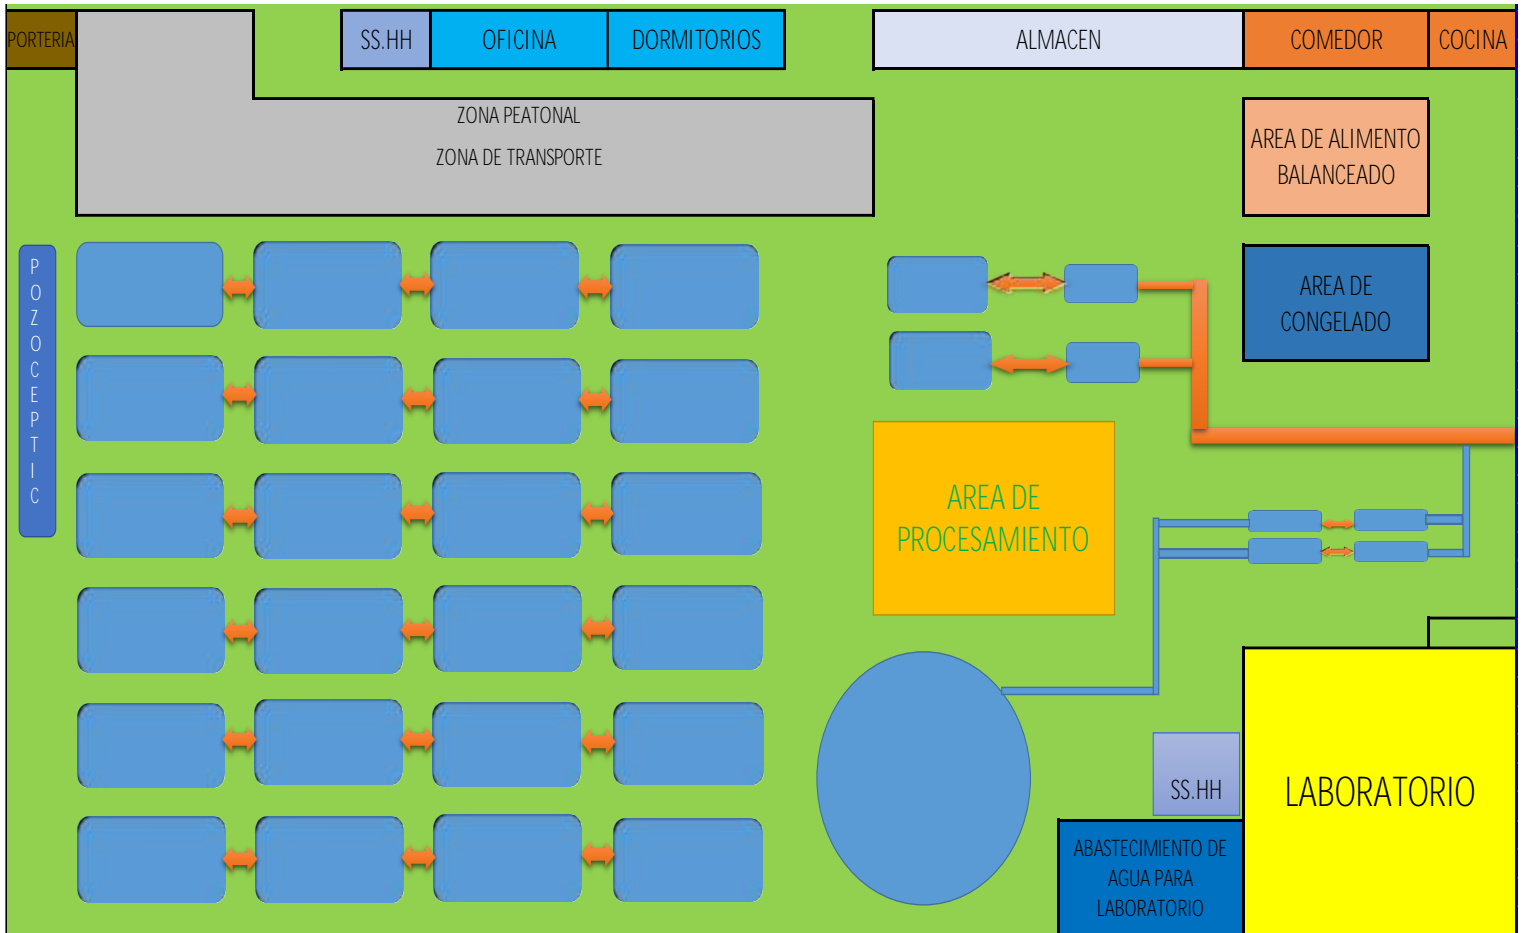 PORTERIA
SS.HH
OFICINA
DORMITORIOS
ALMACEN
COMEDOR
COCINA
ZONA PEATONAL
ZONA DE TRANSPORTE
AREA DE ALIMENTO
BALANCEADO
POZOCEPTIC
AREA DE
CONGELADO
AREA DE
PROCESAMIENTO
SS.HH
LABORATORIO
ABASTECIMIENTO DE
AGUA PARA
LABORATORIO